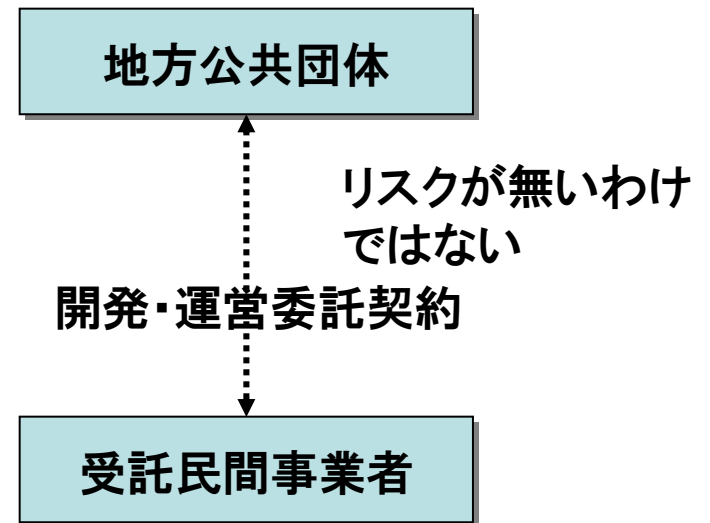 地方公共団体
リスクが無いわけ
ではない
開発・運営委託契約
受託民間事業者